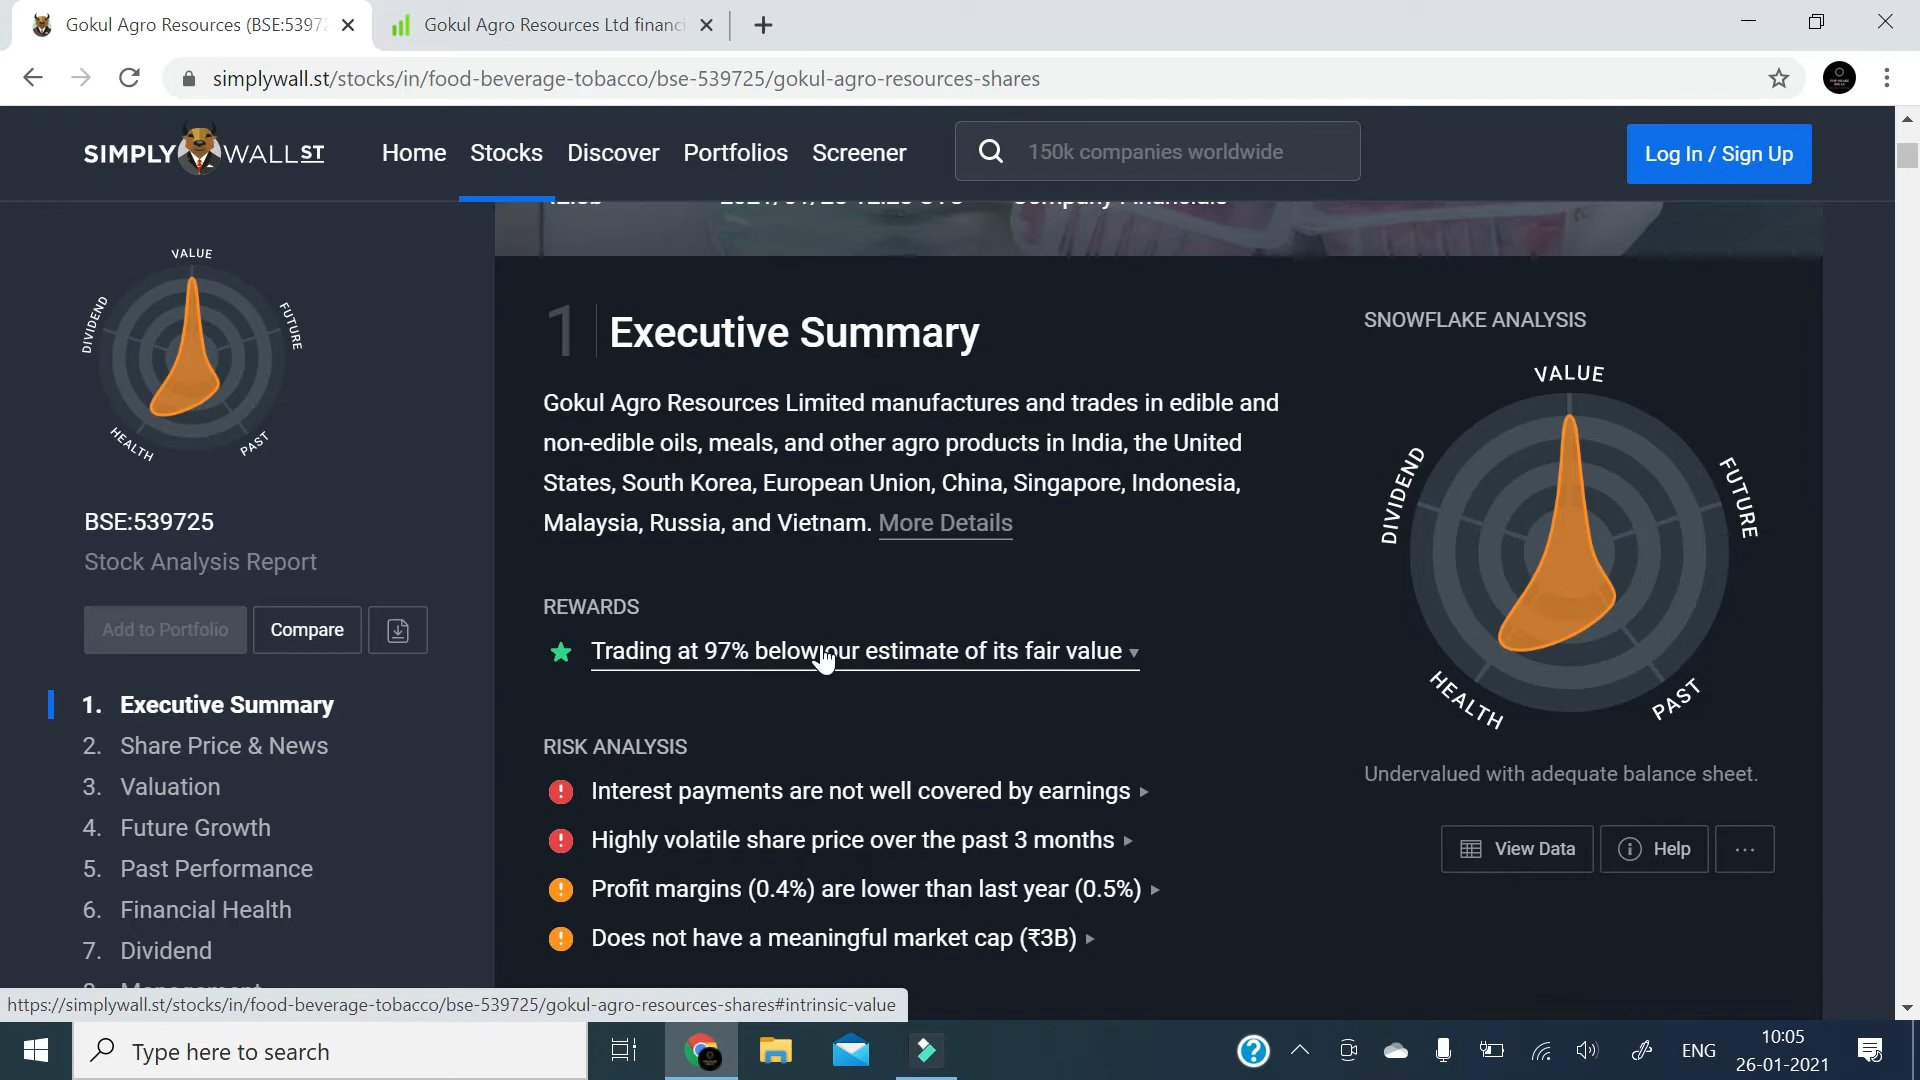 Gokul Agro Resources (BSE:53972
Gokul Agro Resources Ltd financi
simplywall.st/stocks/in/food-beverage-tobacco/bse-539725/gokul-agro-resources-shares
SIMPLY WALL ST
Home
Stocks
Discover
Portfolios
Screener
150k companies worldwide
Log In / Sign Up
Company Financials
VALUE
FUTURE
PAST
HEALTH
DIVIDEND
BSE:539725
Stock Analysis Report
Add to Portfolio
Compare
1. Executive Summary
2. Share Price & News
3. Valuation
4. Future Growth
5. Past Performance
6. Financial Health
7. Dividend
1 Executive Summary
Gokul Agro Resources Limited manufactures and trades in edible and
non-edible oils, meals, and other agro products in India, the United
States, South Korea, European Union, China, Singapore, Indonesia,
Malaysia, Russia, and Vietnam. More Details
REWARDS
Trading at 97% below our estimate of its fair value
RISK ANALYSIS
Interest payments are not well covered by earnings
Highly volatile share price over the past 3 months
Profit margins (0.4%) are lower than last year (0.5%)
Does not have a meaningful market cap (₹3B)
SNOWFLAKE ANALYSIS
VALUE
FUTURE
PAST
HEALTH
DIVIDEND
Undervalued with adequate balance sheet.
View Data
Help
https://simplywall.st/stocks/in/food-beverage-tobacco/bse-539725/gokul-agro-resources-shares#intrinsic-value
Type here to search
ENG
10:05
26-01-2021